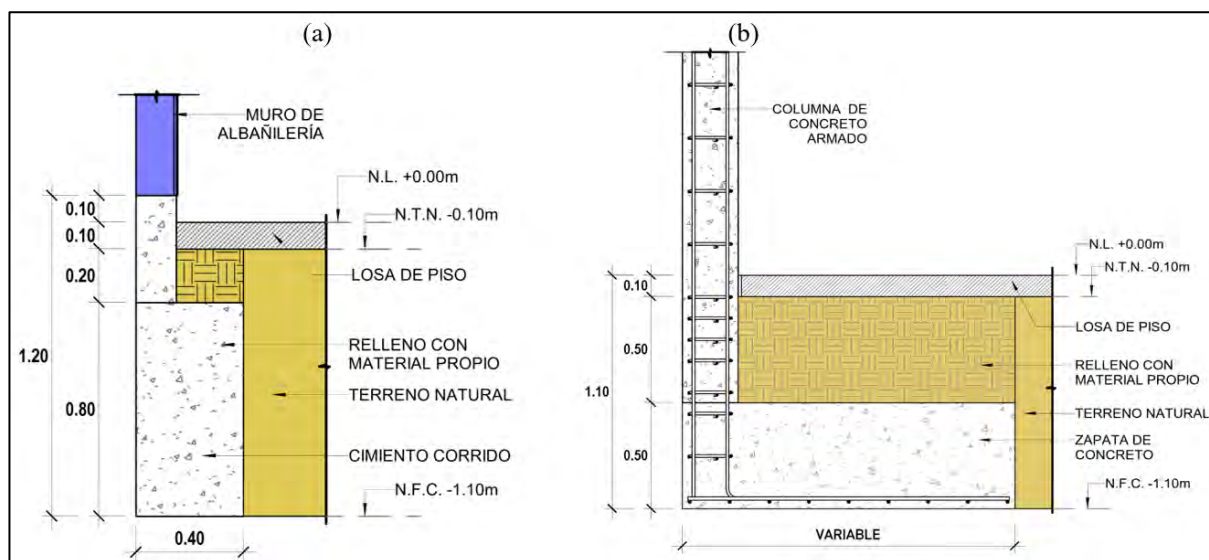 (a)
MURO DE
ALBAÑILERÍA
N.L. +0.00m
N.T.N. -0.10m
0.10
0.10
0.20
LOSA DE PISO
RELLENO CON
MATERIAL PROPIO
1.20
0.80
TERRENO NATURAL
CIMIENTO CORRIDO
N.F.C. -1.10m
0.40
(b)
COLUMNA DE
CONCRETO
ARMADO
N.L. +0.00m
N.T.N. -0.10m
0.10
LOSA DE PISO
0.50
RELLENO CON
MATERIAL PROPIO
1.10
TERRENO NATURAL
0.50
ZAPATA DE
CONCRETO
N.F.C. -1.10m
VARIABLE